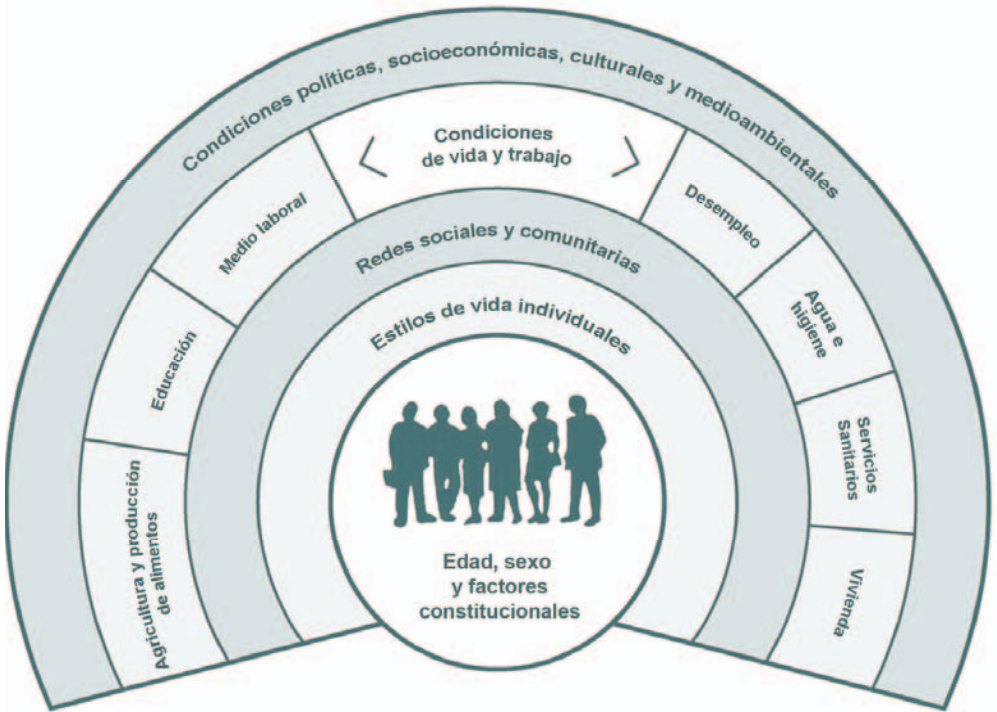 Condiciones políticas, socioeconómicas, culturales y medioambientales
Condiciones
de vida y trabajo
Agricultura y producción
de alimentos
Educación
Medio laboral
Desempleo
Agua e
higiene
Servicios
Sanitarios
Vivienda
Redes sociales y comunitarias
Estilos de vida individuales
Edad, sexo
y factores
constitucionales